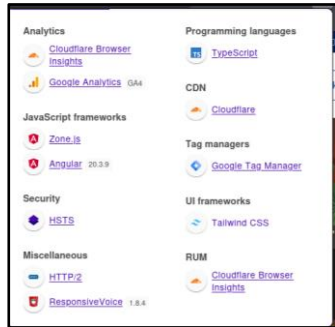 Analytics
Cloudflare Browser
Insights
Google Analytics GA4
JavaScript frameworks
Zone.js
Angular 20.3.9
Security
HSTS
Miscellaneous
HTTP/2
ResponsiveVoice 1.8.4
Programming languages
TS TypeScript
CDN
Cloudflare
Tag managers
Google Tag Manager
UI frameworks
Tailwind CSS
RUM
Cloudflare Browser
Insights